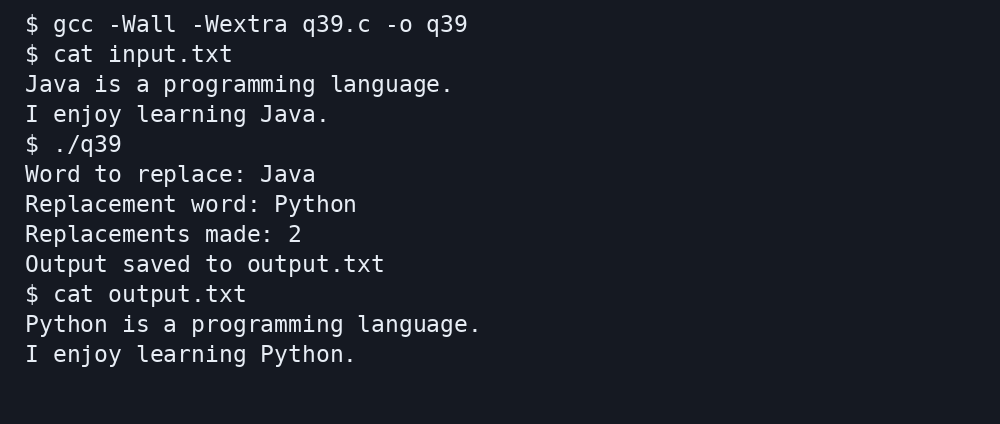 $ gcc -Wall -Wextra q39.c -o q39
$ cat input.txt
Java is a programming language.
I enjoy learning Java.
$ ./q39
Word to replace: Java
Replacement word: Python
Replacements made: 2
Output saved to output.txt
$ cat output.txt
Python is a programming language.
I enjoy learning Python.